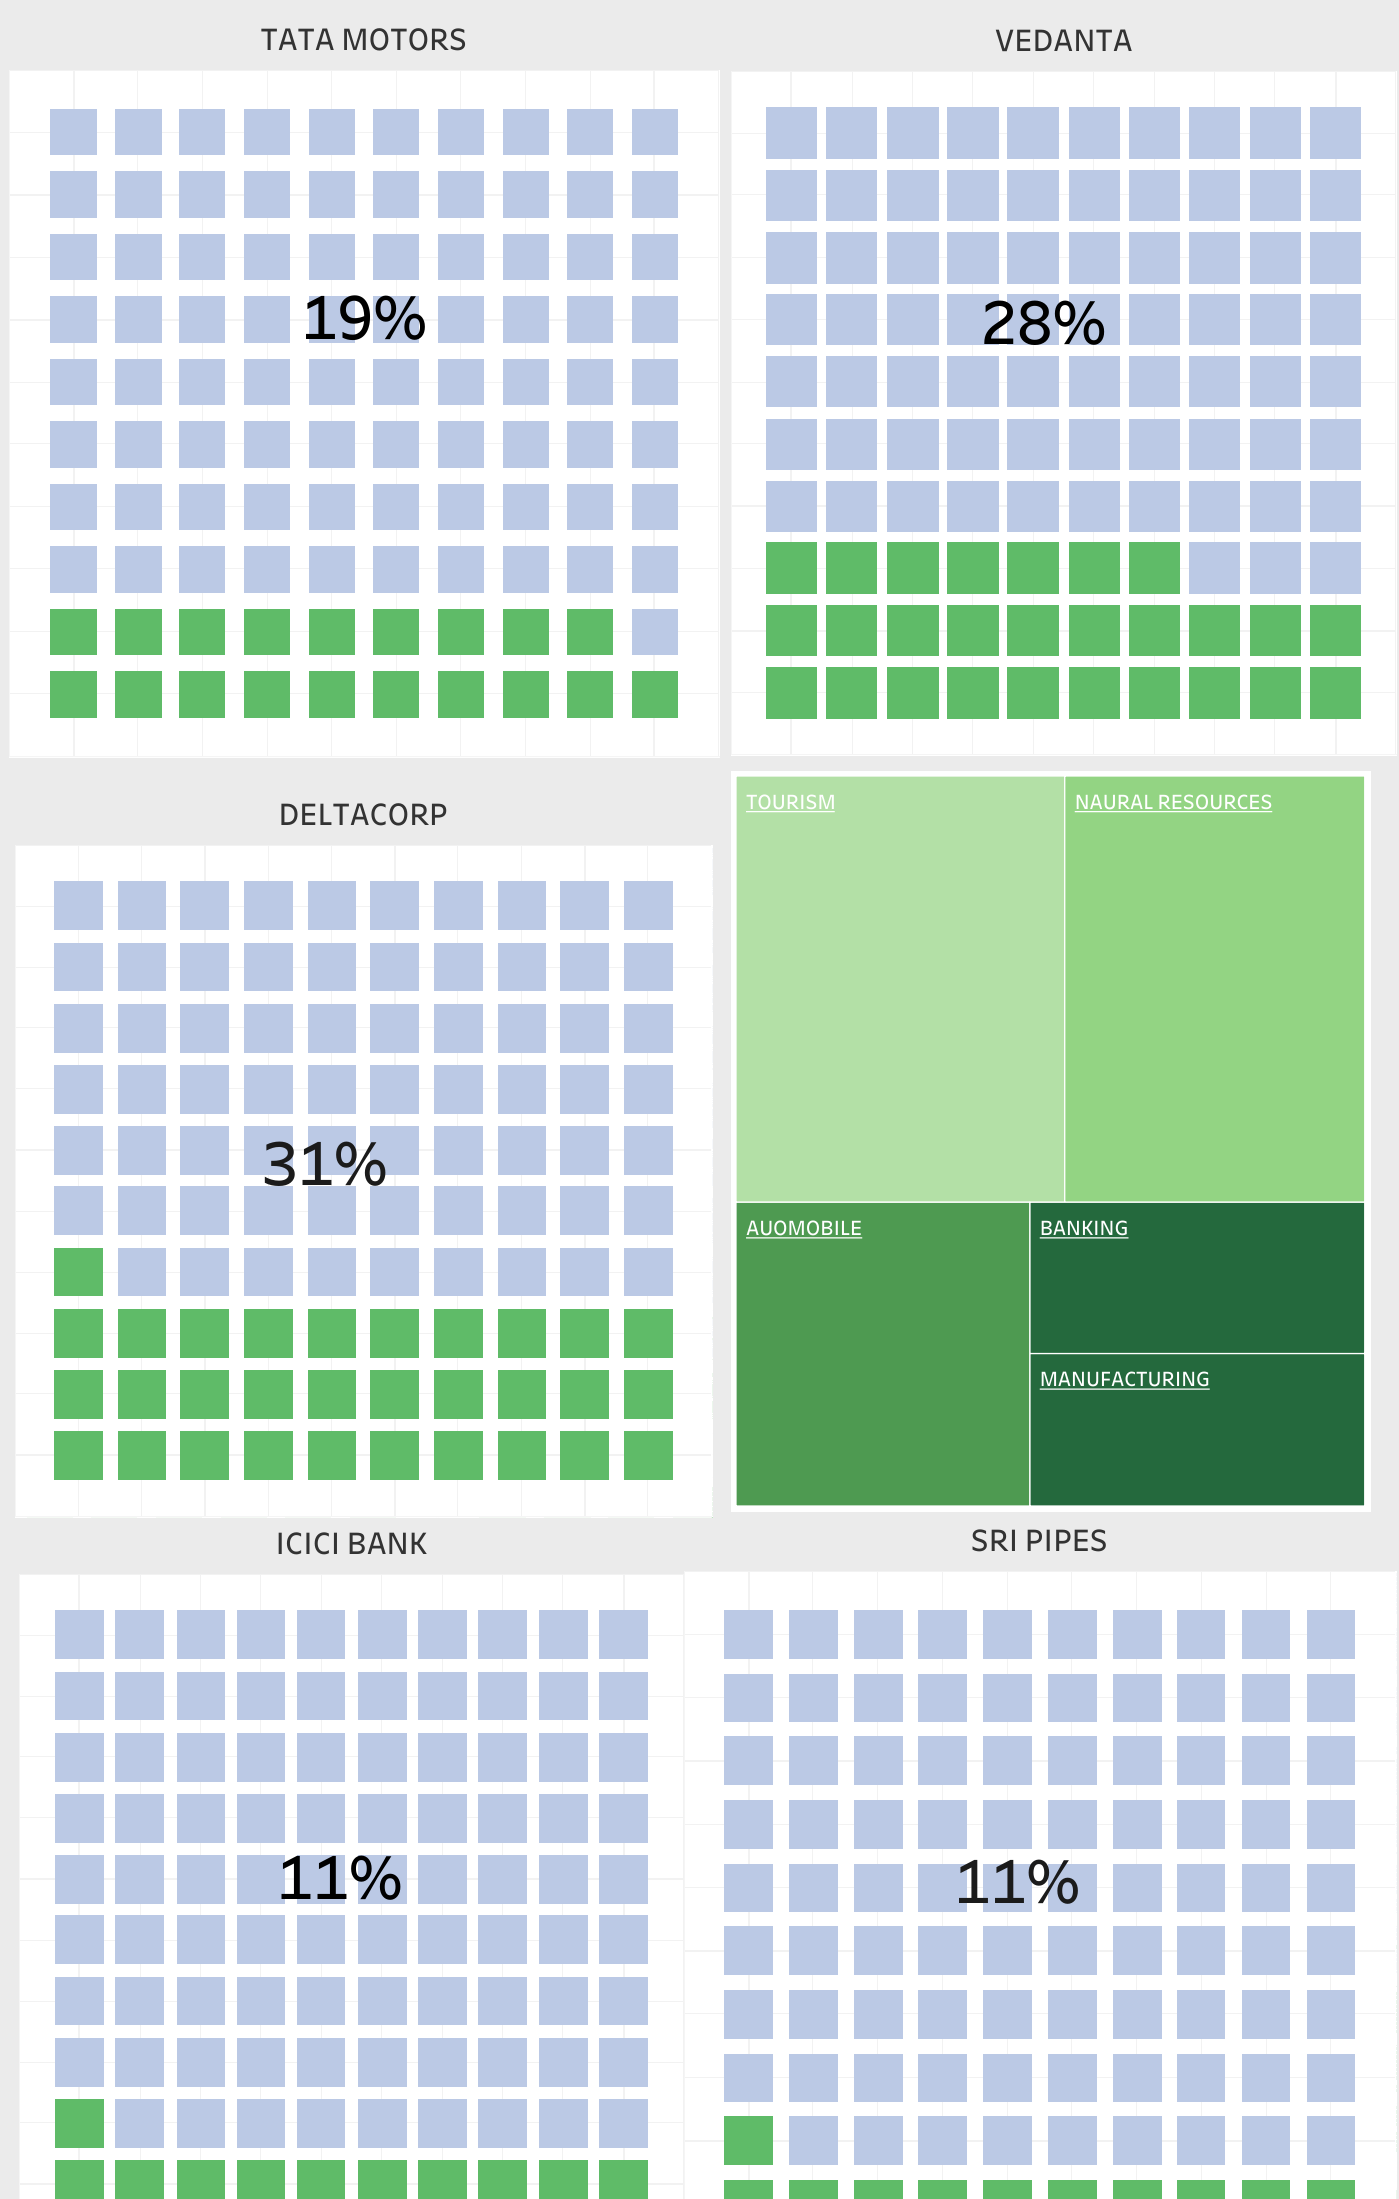 TATA MOTORS
VEDANTA
19%
28%
DELTACORP
TOURISM
NAURAL RESOURCES
31%
AUOMOBILE
BANKING
MANUFACTURING
ICICI BANK
SRI PIPES
11%
11%